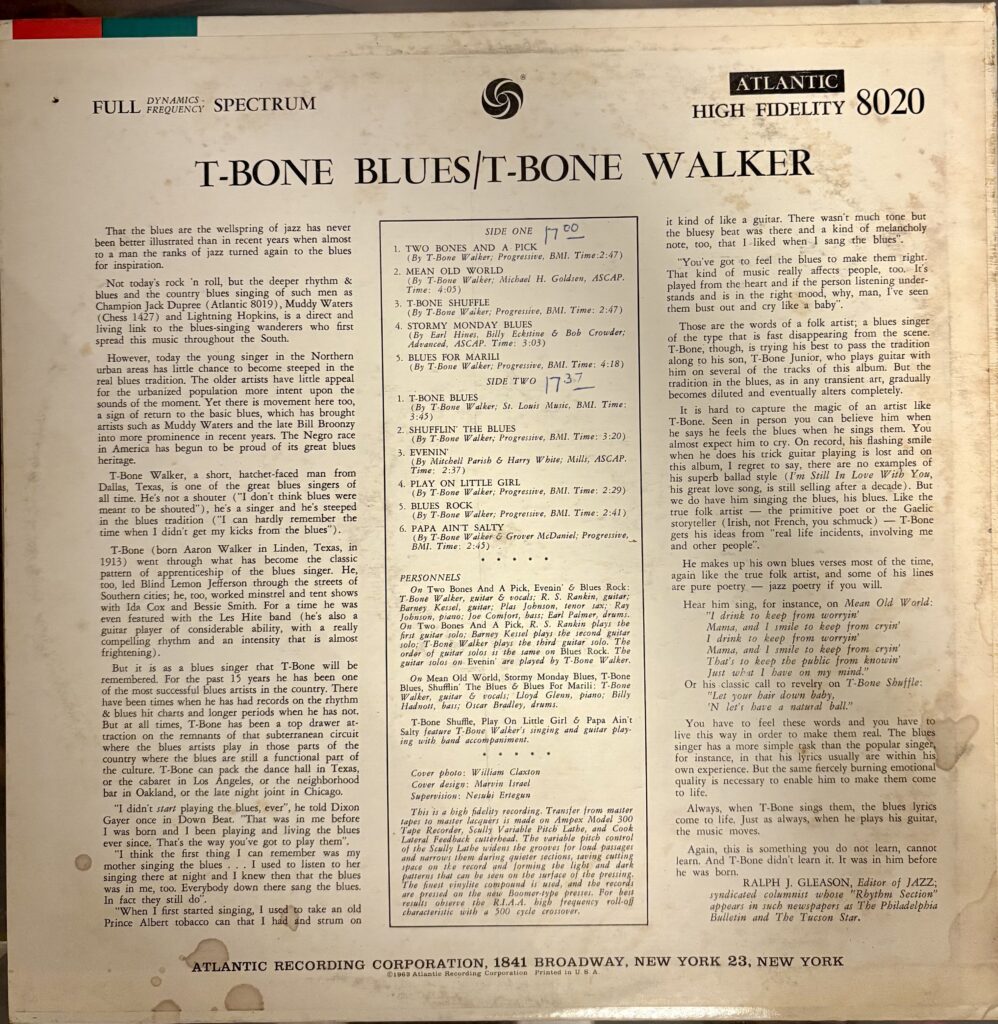 FULL DYNAMICS - FREQUENCY SPECTRUM
®
ATLANTIC
HIGH FIDELITY 8020
T-BONE BLUES/T-BONE WALKER
That the blues are the wellspring of jazz has never
been better illustrated than in recent years when almost
to a man the ranks of jazz turned again to the blues
for inspiration.
Not today's rock 'n roll, but the deeper rhythm &
blues and the country blues singing of such men as
Champion Jack Dupree (Atlantic 8019), Muddy Waters
(Chess 1427) and Lightning Hopkins, is a direct and
living link to the blues-singing wanderers who first
spread this music throughout the South.
However, today the young singer in the Northern
urban areas has little chance to become steeped in the
real blues tradition. The older artists have little appeal
for the urbanized population more intent upon the
sounds of the moment. Yet there is movement here too,
a sign of return to the basic blues, which has brought
artists such as Muddy Waters and the late Bill Broonzy
into more prominence in recent years. The Negro race
in America has begun to be proud of its great blues
heritage.
T-Bone Walker, a short, hatchet-faced man from
Dallas, Texas, is one of the great blues singers of
all time. He's not a shouter ("I don't think blues were
meant to be shouted"), he's a singer and he's steeped
in the blues tradition ("I can hardly remember the
time when I didn't get my kicks from the blues").
T-Bone (born Aaron Walker in Linden, Texas, in
1913) went through what has become the classic
pattern of apprenticeship of the blues singer. He,
too, led Blind Lemon Jefferson through the streets of
Southern cities; he, too, worked minstrel and tent shows
with Ida Cox and Bessie Smith. For a time he was
even featured with the Les Hite band (he's also a
guitar player of considerable ability, with a really
compelling rhythm and an intensity that is almost
frightening).
But it is as a blues singer that T-Bone will be
remembered. For the past 15 years he has been one
of the most successful blues artists in the country. There
have been times when he has had records on the rhythm
& blues hit charts and longer periods when he has not.
But at all times, T-Bone has been a top drawer at-
traction on the remnants of that subterranean circuit
where the blues artists play in those parts of the
country where the blues are still a functional part of
the culture. T-Bone can pack the dance hall in Texas,
or the cabaret in Los Angeles, or the neighborhood
bar in Oakland, or the late night joint in Chicago.
"I didn't start playing the blues, ever", he told Dixon
Gayer once in Down Beat. "That was in me before
I was born and I been playing and living the blues
ever since. That's the way you've got to play them".
"I think the first thing I can remember was my
mother singing the blues . . . I used to listen to her
singing there at night and I knew then that the blues
was in me, too. Everybody down there sang the blues.
In fact they still do".
"When I first started singing, I used to take an old
Prince Albert tobacco can that I had and strum on
SIDE ONE 17 00
1. TWO BONES AND A PICK
(By T-Bone Walker; Progressive, BMI. Time:2:47)
2. MEAN OLD WORLD
(By T-Bone Walker; Michael H. Goldsen, ASCAP.
Time: 4:05)
3. T-BONE SHUFFLE
(By T-Bone Walker; Progressive, BMI. Time: 2:47)
4. STORMY MONDAY BLUES
(By Earl Hines, Billy Eckstine & Bob Crowder;
Advanced, ASCAP. Time: 3:03)
5. BLUES FOR MARILI
(By T-Bone Walker; Progressive, BMI. Time: 4:18)
SIDE TWO 17 37
1. T-BONE BLUES
(By T-Bone Walker; St. Louis Music, BMI. Time:
3:45)
2. SHUFFLIN' THE BLUES
(By T-Bone Walker; Progressive, BMI. Time: 3:20)
3. EVENIN'
(By Mitchell Parish & Harry White; Mills, ASCAP.
Time: 2:37)
4. PLAY ON LITTLE GIRL
(By T-Bone Walker; Progressive, BMI. Time: 2:29)
5. BLUES ROCK
(By T-Bone Walker; Progressive, BMI. Time: 2:41)
6. PAPA AIN'T SALTY
(By T-Bone Walker & Grover McDaniel; Progressive,
BMI. Time: 2:45)
PERSONNELS
On Two Bones And A Pick, Evenin' & Blues Rock:
T-Bone Walker, guitar & vocals; R. S. Rankin, guitar;
Barney Kessel, guitar; Plas Johnson, tenor sax; Ray
Johnson, piano; Joe Comfort, bass; Earl Palmer, drums.
On Two Bones And A Pick, R. S. Rankin plays the
first guitar solo; Barney Kessel plays the second guitar
solo; T-Bone Walker plays the third guitar solo. The
order of guitar solos is the same on Blues Rock. The
guitar solos on Evenin' are played by T-Bone Walker.
On Mean Old World, Stormy Monday Blues, T-Bone
Blues, Shufflin' The Blues & Blues For Marili; T-Bone
Walker, guitar & vocals; Lloyd Glenn, piano; Billy
Hadnott, bass; Oscar Bradley, drums.
T-Bone Shuffle, Play On Little Girl & Papa Ain't
Salty feature T-Bone Walker's singing and guitar play-
ing with band accompaniment.
Cover photo: William Claxton
Cover design: Marvin Israel
Supervision: Nesuhi Ertegun
This is a high fidelity recording. Transfer from master
tapes to master lacquers is made on Ampex Model 300
Tape Recorder, Scully Variable Pitch Lathe, and Cook
Lateral Feedback cutterhead. The variable pitch control
of the Scully Lathe widens the grooves for loud passages
and narrows them during quieter sections, saving cutting
space on the record and forming the light and dark
patterns that can be seen on the surface of the pressing.
The finest vinylite compound is used, and the records
are pressed on the new Boomer-type presses. For best
results observe the R.I.A.A. high frequency roll-off
characteristic with a 500 cycle crossover.
it kind of like a guitar. There wasn't much tone but
the bluesy beat was there and a kind of melancholy
note, too, that I liked when I sang the blues".
"You've got to feel the blues to make them right.
That kind of music really affects people, too. It's
played from the heart and if the person listening under-
stands and is in the right mood, why, man, I've seen
them bust out and cry like a baby".
Those are the words of a folk artist; a blues singer
of the type that is fast disappearing from the scene.
T-Bone, though, is trying his best to pass the tradition
along to his son, T-Bone Junior, who plays guitar with
him on several of the tracks of this album. But the
tradition in the blues, as in any transient art, gradually
becomes diluted and eventually alters completely.
It is hard to capture the magic of an artist like
T-Bone. Seen in person you can believe him when
he says he feels the blues when he sings them. You
almost expect him to cry. On record, his flashing smile
when he does his trick guitar playing is lost and on
this album, I regret to say, there are no examples of
his superb ballad style (I'm Still In Love With You,
his great love song, is still selling after a decade). But
we do have him singing the blues, his blues. Like the
true folk artist — the primitive poet or the Gaelic
storyteller (Irish, not French, you schmuck) — T-Bone
gets his ideas from "real life incidents, involving me
and other people".
He makes up his own blues verses most of the time,
again like the true folk artist, and some of his lines
are pure poetry — jazz poetry if you will.
Hear him sing, for instance, on Mean Old World:
"I drink to keep from worryin'
Mama, and I smile to keep from cryin'
I drink to keep from worryin'
Mama, and I smile to keep from cryin'
That's to keep the public from knowin'
Just what I have on my mind."
Or his classic call to revelry on T-Bone Shuffle:
"Let your hair down baby,
'N let's have a natural ball."
You have to feel these words and you have to
live this way in order to make them real. The blues
singer has a more simple task than the popular singer,
for instance, in that his lyrics usually are within his
own experience. But the same fiercely burning emotional
quality is necessary to enable him to make them come
to life.
Always, when T-Bone sings them, the blues lyrics
come to life. Just as always, when he plays his guitar,
the music moves.
Again, this is something you do not learn, cannot
learn. And T-Bone didn't learn it. It was in him before
he was born.
RALPH J. GLEASON, Editor of JAZZ;
syndicated columnist whose "Rhythm Section"
appears in such newspapers as The Philadelphia
Bulletin and The Tucson Star.
ATLANTIC RECORDING CORPORATION, 1841 BROADWAY, NEW YORK 23, NEW YORK
©1963 Atlantic Recording Corporation Printed in U.S.A.